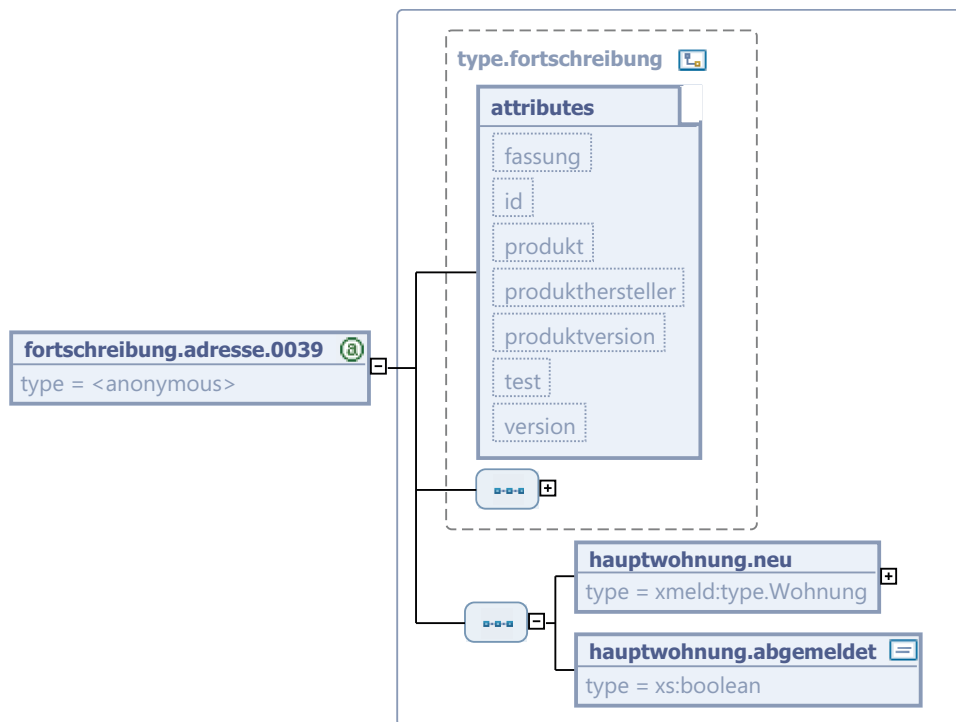 type.fortschreibung
attributes
fassung
id
produkt
produkthersteller
produktversion
test
version
fortschreibung.adresse.0039
type = <anonymous>
hauptwohnung.neu
type = xmeld:type.Wohnung
hauptwohnung.abgemeldet
type = xs:boolean